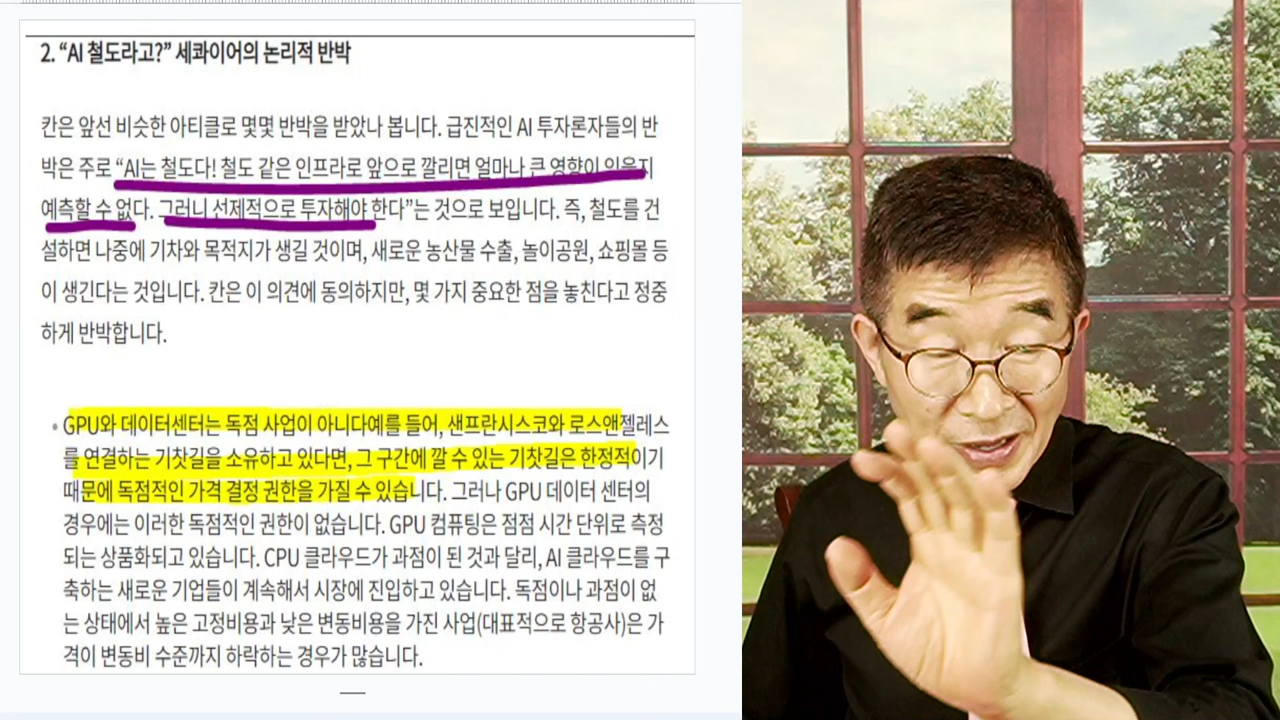 2. “AI 철도라고?” 세콰이어의 논리적 반박
칸은 앞선 비슷한 아티클로 몇몇 반박을 받았나 봅니다. 급진적인 AI 투자론자들의 반
박은 주로 “AI는 철도다! 철도 같은 인프라로 앞으로 깔리면 얼마나 큰 영향이 있을지
예측할 수 없다. 그러니 선제적으로 투자해야 한다”는 것으로 보입니다. 즉, 철도를 건
설하면 나중에 기차와 목적지가 생길 것이며, 새로운 농산물 수출, 놀이공원, 쇼핑몰 등
이 생긴다는 것입니다. 칸은 이 의견에 동의하지만, 몇 가지 중요한 점을 놓친다고 정중
하게 반박합니다.
• GPU와 데이터센터는 독점 사업이 아니다예를 들어, 샌프란시스코와 로스앤젤레스
를 연결하는 기찻길을 소유하고 있다면, 그 구간에 깔 수 있는 기찻길은 한정적이기
때문에 독점적인 가격 결정 권한을 가질 수 있습니다. 그러나 GPU 데이터 센터의
경우에는 이러한 독점적인 권한이 없습니다. GPU 컴퓨팅은 점점 시간 단위로 측정
되는 상품화되고 있습니다. CPU 클라우드가 과점이 된 것과 달리, AI 클라우드를 구
축하는 새로운 기업들이 계속해서 시장에 진입하고 있습니다. 독점이나 과점이 없
는 상태에서 높은 고정비용과 낮은 변동비용을 가진 사업(대표적으로 항공사)은 가
격이 변동비 수준까지 하락하는 경우가 많습니다.